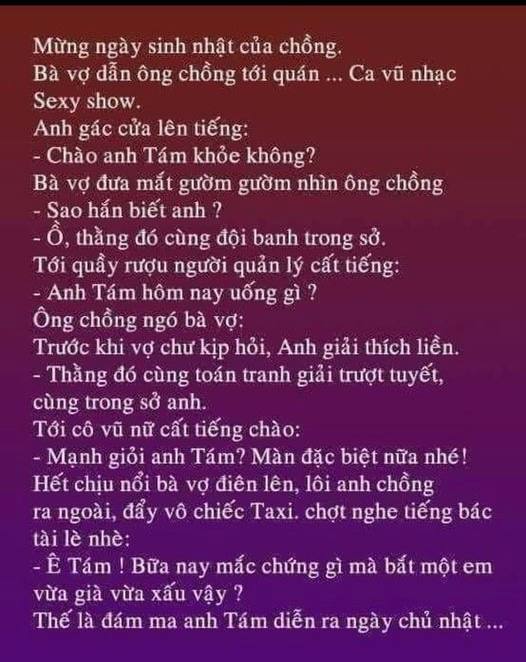 Mừng ngày sinh nhật của chồng.
Bà vợ dẫn ông chồng tới quán ... Ca vũ nhạc
Sexy show.
Anh gác cửa lên tiếng:
- Chào anh Tám khỏe không?
Bà vợ đưa mắt gườm gườm nhìn ông chồng
- Sao hắn biết anh ?
- Ồ, thằng đó cùng đội banh trong sở.
Tới quầy rượu người quản lý cất tiếng:
- Anh Tám hôm nay uống gì ?
Ông chồng ngó bà vợ:
Trước khi vợ chư kịp hỏi, Anh giải thích liền.
- Thằng đó cùng toán tranh giải trượt tuyết,
cùng trong sở anh.
Tới cô vũ nữ cất tiếng chào:
- Mạnh giỏi anh Tám? Màn đặc biệt nữa nhé!
Hết chịu nổi bà vợ điên lên, lôi anh chồng
ra ngoài, đẩy vô chiếc Taxi. chợt nghe tiếng bác
tài lè nhè:
- Ê Tám ! Bữa nay mắc chứng gì mà bắt một em
vừa già vừa xấu vậy ?
Thế là đám ma anh Tám diễn ra ngày chủ nhật ...